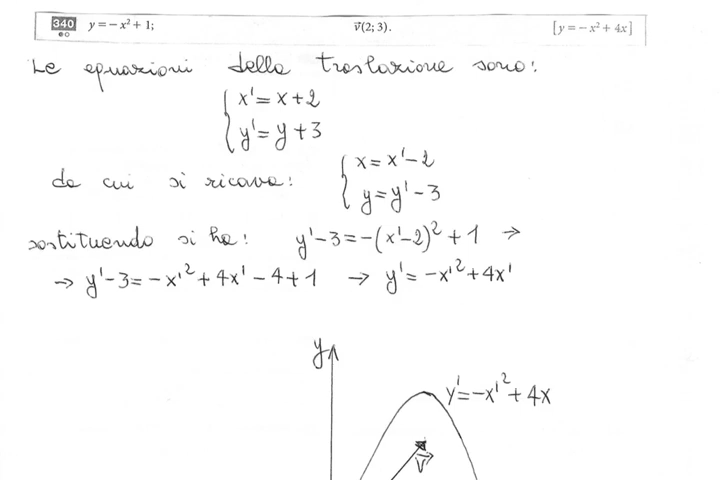 340 y = −x² + 1; v⃗(2; 3). [y = −x² + 4x]
Le equazioni della traslazione sono:
x' = x + 2
y' = y + 3
da cui si ricava:
x = x' − 2
y = y' − 3
sostituendo si ha: y' − 3 = −(x' − 2)² + 1 →
→ y' − 3 = −x'² + 4x' − 4 + 1 → y' = −x'² + 4x'
y
y' = −x'² + 4x
v⃗